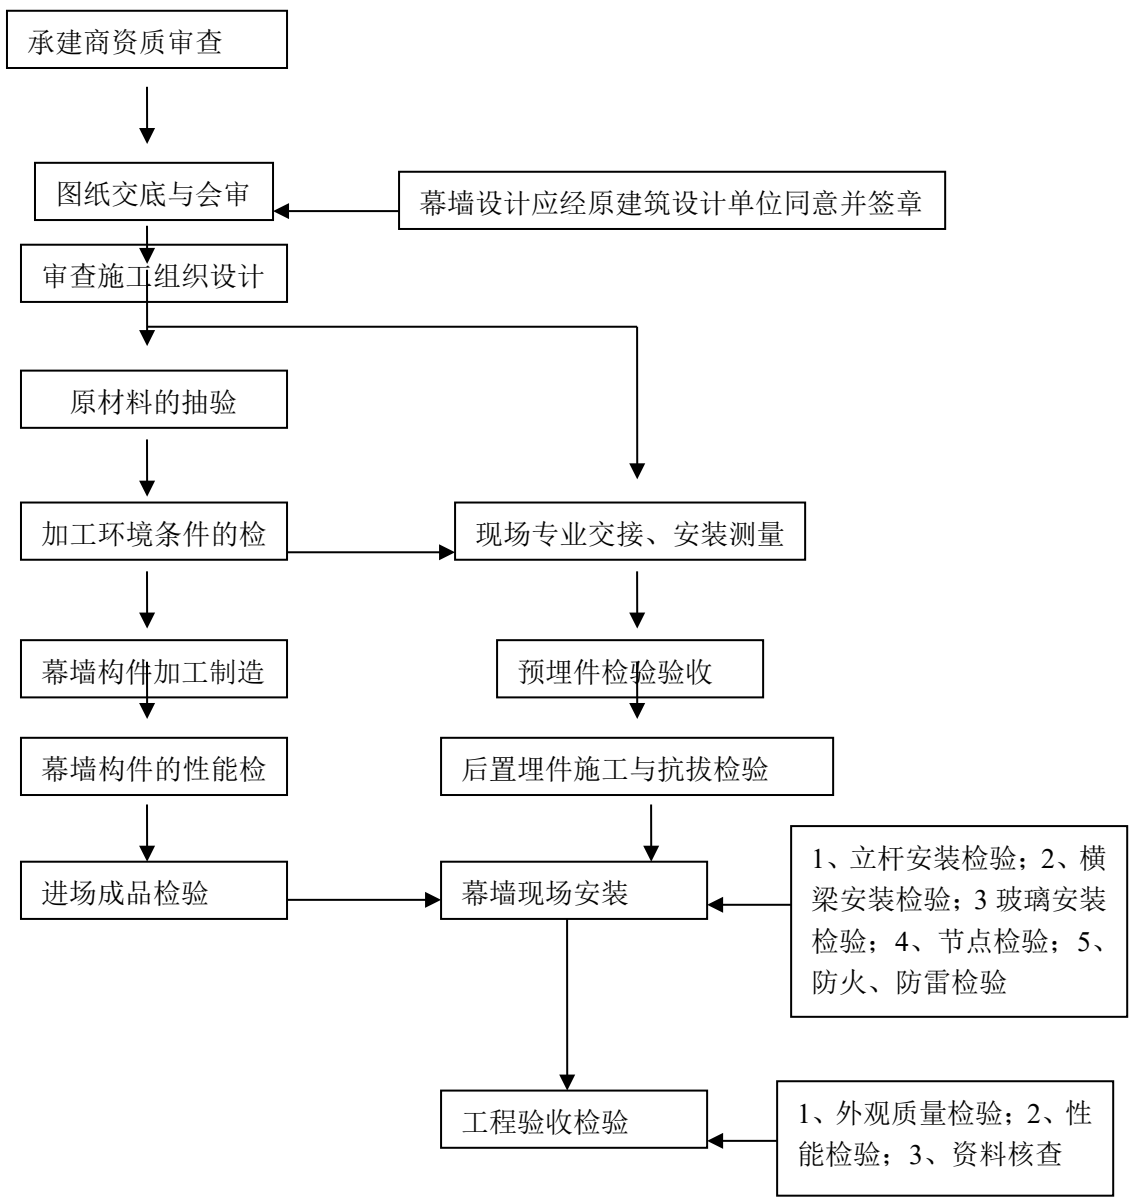 承建商资质审查
图纸交底与会审
幕墙设计应经原建筑设计单位同意并签章
审查施工组织设计
原材料的抽验
加工环境条件的检
现场专业交接、安装测量
幕墙构件加工制造
预埋件检验验收
幕墙构件的性能检
后置埋件施工与抗拔检验
1、立杆安装检验；2、横
梁安装检验；3 玻璃安装
检验；4、节点检验；5、
防火、防雷检验
进场成品检验
幕墙现场安装
工程验收检验
1、外观质量检验；2、性
能检验；3、资料核查